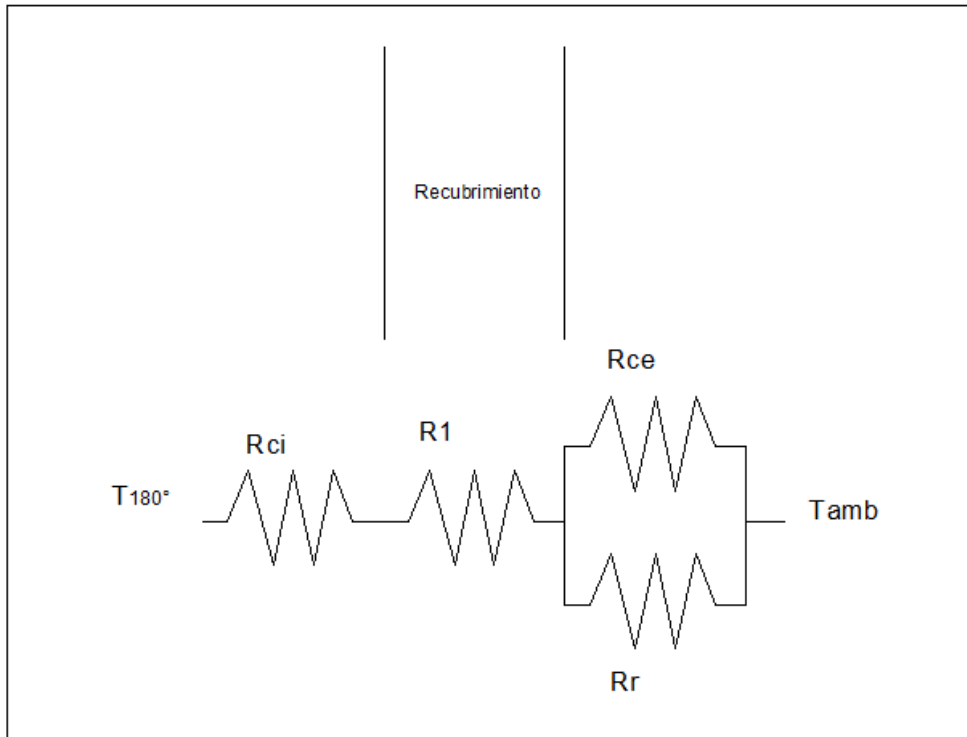 Recubrimiento
Rce
R1
Rci
T180°
Tamb
Rr